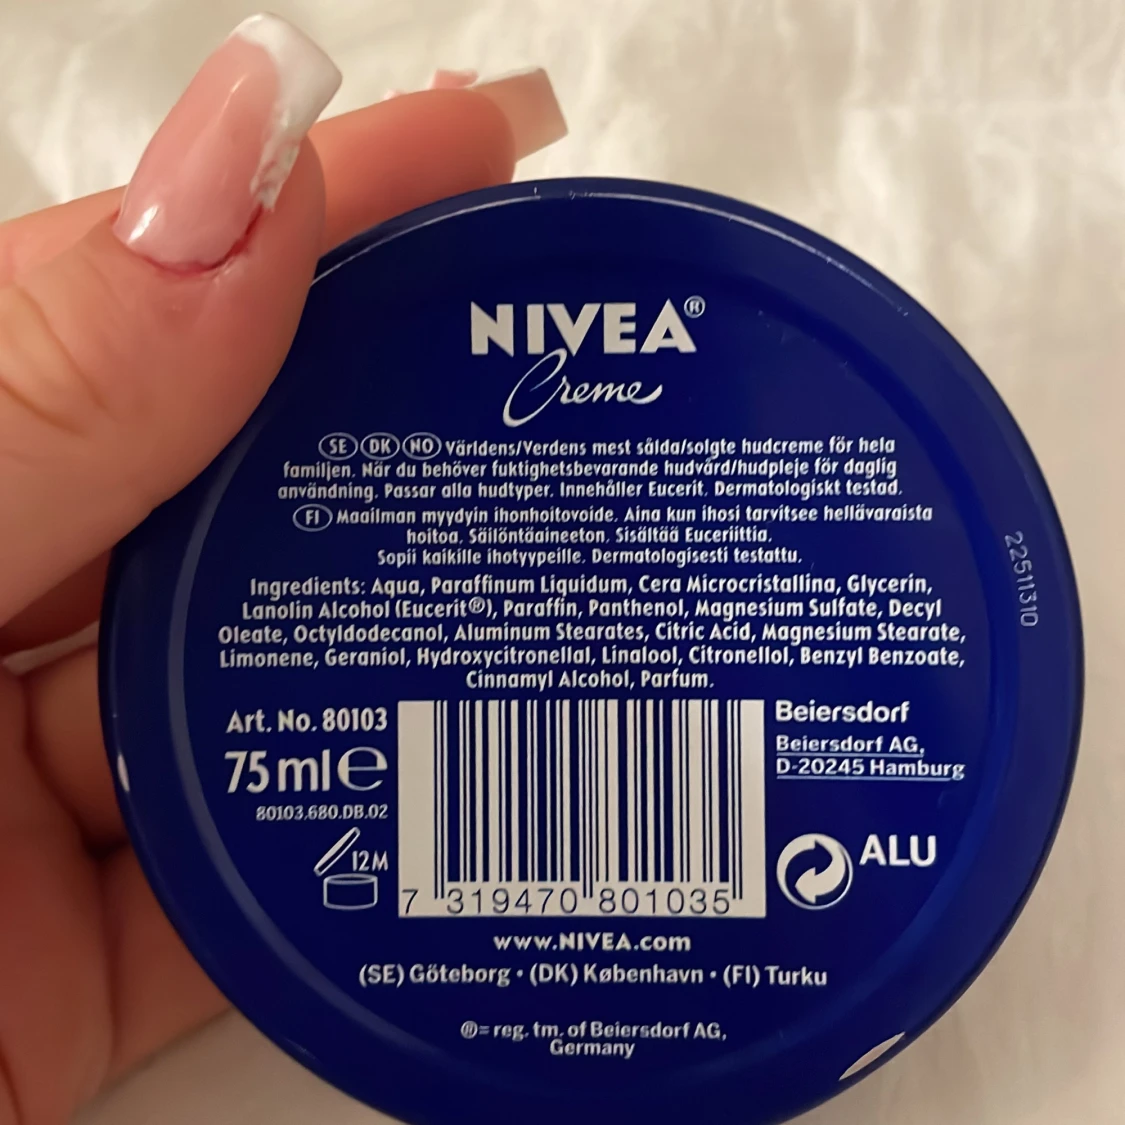 NIVEA®
Creme
SE DK NO Världens/Verdens mest sålda/solgte hudcreme för hela
familjen. När du behöver fuktighetsbevarande hudvård/hudpleje för daglig
användning. Passar alla hudtyper. Innehåller Eucerit. Dermatologiskt testad.
FI Maailman myydyin ihonhoitovoide. Aina kun ihosi tarvitsee hellävaraista
hoitoa. Säilöntäaineeton. Sisältää Euceriittia.
Sopii kaikille ihotyypeille. Dermatologisesti testattu.
Ingredients: Aqua, Paraffinum Liquidum, Cera Microcristallina, Glycerin,
Lanolin Alcohol (Eucerit®), Paraffin, Panthenol, Magnesium Sulfate, Decyl
Oleate, Octyldodecanol, Aluminum Stearates, Citric Acid, Magnesium Stearate,
Limonene, Geraniol, Hydroxycitronellal, Linalool, Citronellol, Benzyl Benzoate,
Cinnamyl Alcohol, Parfum.
Art. No. 80103
75 ml e
80103.680.DB.02
12M
7 319470 801035
Beiersdorf
Beiersdorf AG,
D-20245 Hamburg
ALU
22511310
www.NIVEA.com
(SE) Göteborg • (DK) København • (FI) Turku
®= reg. tm. of Beiersdorf AG,
Germany